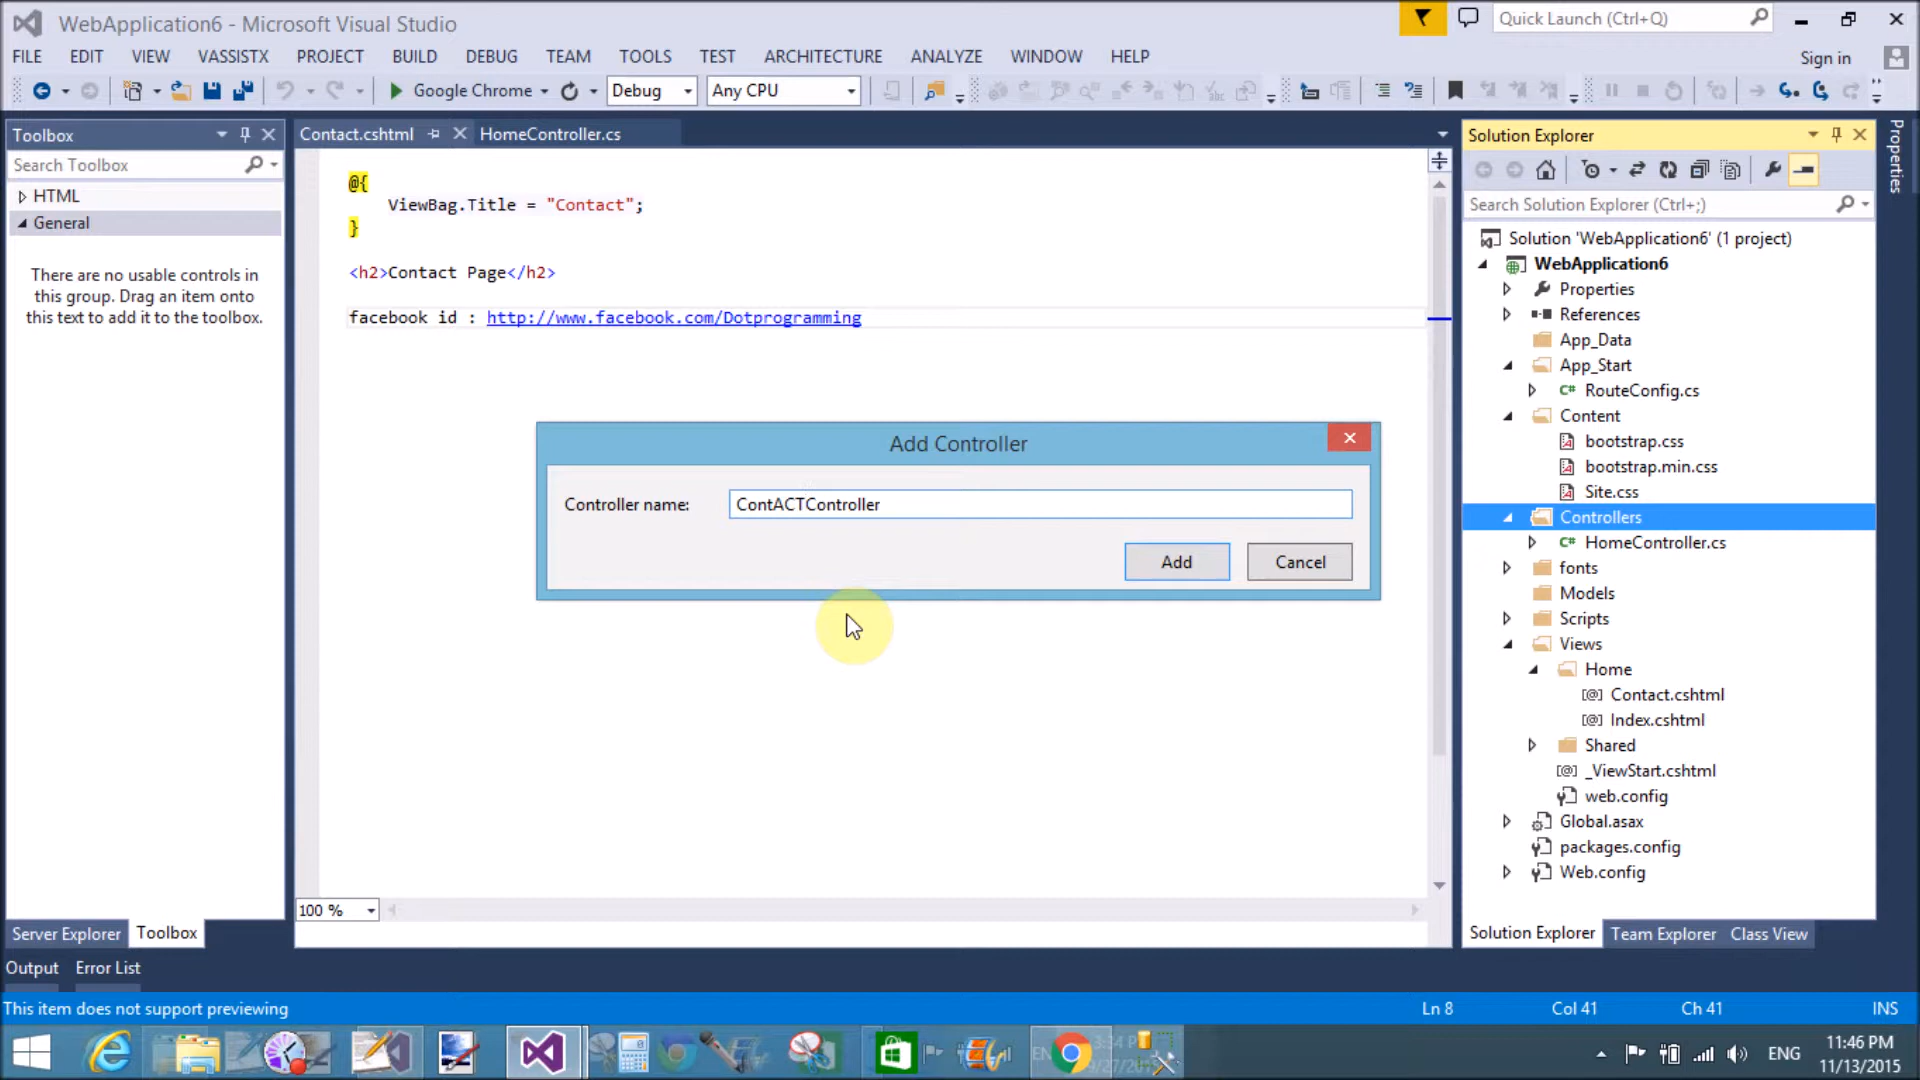 WebApplication6 - Microsoft Visual Studio
Quick Launch (Ctrl+Q)
FILE EDIT VIEW VASSISTX PROJECT BUILD DEBUG TEAM TOOLS TEST ARCHITECTURE ANALYZE WINDOW HELP
Sign in
Google Chrome Debug Any CPU
Toolbox
Search Toolbox
HTML
General
There are no usable controls in
this group. Drag an item onto
this text to add it to the toolbox.
Server Explorer Toolbox
Contact.cshtml HomeController.cs
@{
ViewBag.Title = "Contact";
}
<h2>Contact Page</h2>
facebook id : http://www.facebook.com/Dotprogramming
Add Controller
Controller name: ContACTController
Add Cancel
100 %
Solution Explorer
Search Solution Explorer (Ctrl+;)
Solution 'WebApplication6' (1 project)
WebApplication6
Properties
References
App_Data
App_Start
C# RouteConfig.cs
Content
bootstrap.css
bootstrap.min.css
Site.css
Controllers
C# HomeController.cs
fonts
Models
Scripts
Views
Home
[@] Contact.cshtml
[@] Index.cshtml
Shared
[@] _ViewStart.cshtml
web.config
Global.asax
packages.config
Web.config
Solution Explorer Team Explorer Class View
Properties
Output Error List
This item does not support previewing
Ln 8 Col 41 Ch 41 INS
ENG
11:46 PM
11/13/2015